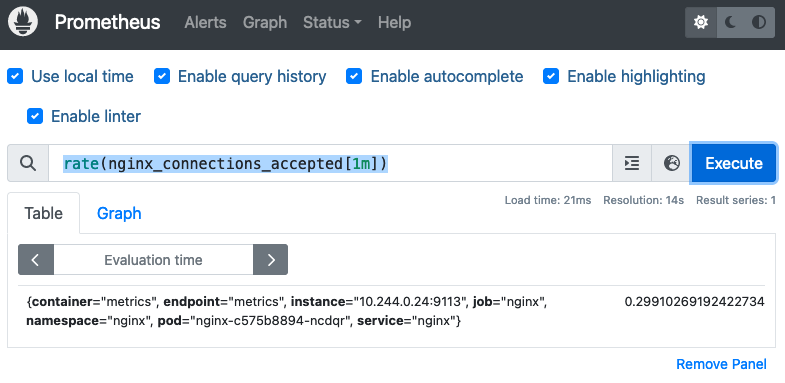 Prometheus Alerts Graph Status Help
Use local time Enable query history Enable autocomplete Enable highlighting
Enable linter
rate(nginx_connections_accepted[1m]) Execute
Load time: 21ms Resolution: 14s Result series: 1
Table Graph
Evaluation time
{container="metrics", endpoint="metrics", instance="10.244.0.24:9113", job="nginx", 0.29910269192422734
namespace="nginx", pod="nginx-c575b8894-ncdqr", service="nginx"}
Remove Panel